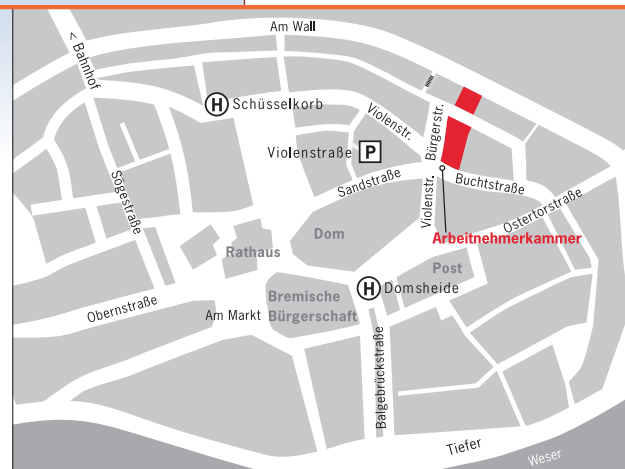 Am Wall
< Bahnhof
H Schüsselkorb
Violenstr.
Bürgerstr.
Violenstraße P
Sandstraße
Buchtstraße
Sögestraße
Violenstr.
Ostertorstraße
Dom
Arbeitnehmerkammer
Rathaus
Post
H Domsheide
Bremische
Bürgerschaft
Obernstraße
Am Markt
Balgebrückstraße
Tiefer
Weser